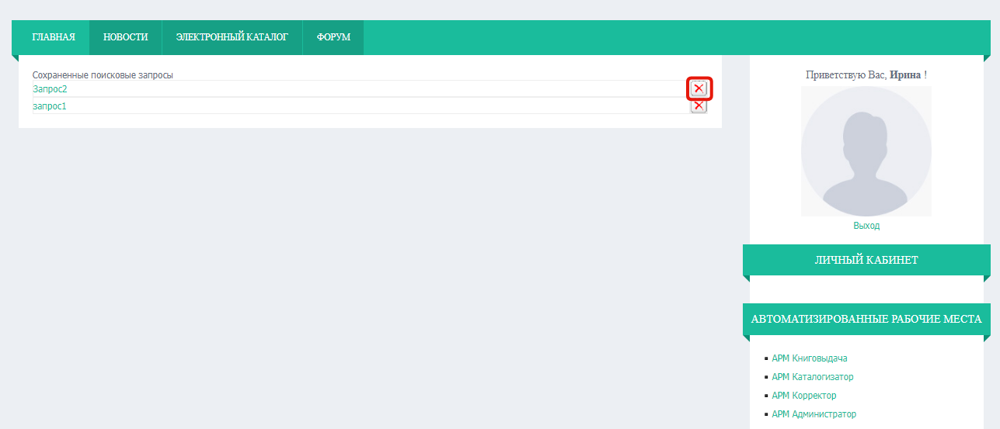 ГЛАВНАЯ НОВОСТИ ЭЛЕКТРОННЫЙ КАТАЛОГ ФОРУМ
Сохраненные поисковые запросы
Запрос2
запрос1
Приветствую Вас, Ирина !
Выход
ЛИЧНЫЙ КАБИНЕТ
АВТОМАТИЗИРОВАННЫЕ РАБОЧИЕ МЕСТА
АРМ Книговыдача
АРМ Каталогизатор
АРМ Корректор
АРМ Администратор